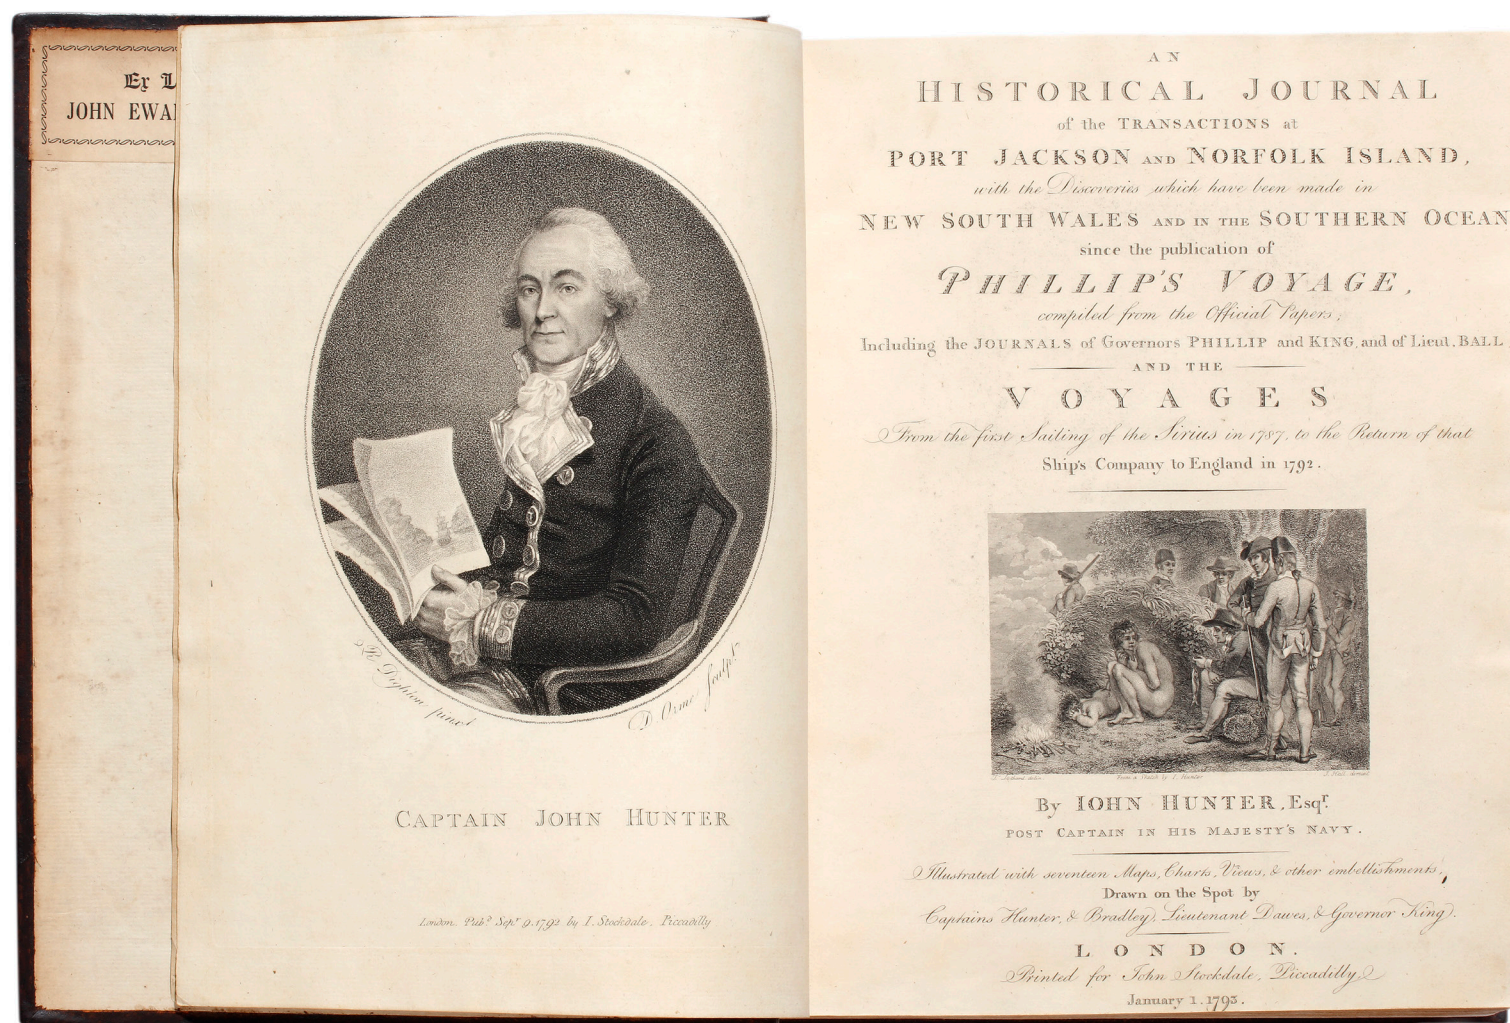 Ex L
JOHN EWA
R. Dighton pinxt
D. Orme Sculpt.
CAPTAIN JOHN HUNTER
London. Pubd. Sept. 9. 1792 by I. Stockdale. Piccadilly
AN
HISTORICAL JOURNAL
of the TRANSACTIONS at
PORT JACKSON AND NORFOLK ISLAND,
with the Discoveries which have been made in
NEW SOUTH WALES AND IN THE SOUTHERN OCEAN
since the publication of
PHILLIP'S VOYAGE,
compiled from the Official Papers;
Including the JOURNALS of Governors PHILLIP and KING, and of Lieut. BALL
AND THE
VOYAGES
From the first Sailing of the Sirius in 1787, to the Return of that
Ship's Company to England in 1792.
From a Sketch by J. Hunter
By IOHN HUNTER, Esqr.
POST CAPTAIN IN HIS MAJESTY'S NAVY.
Illustrated with seventeen Maps, Charts, Views, & other embellishments,
Drawn on the Spot by
Captains Hunter, & Bradley, Lieutenant Dawes, & Governor King.
LONDON.
Printed for John Stockdale, Piccadilly,
January 1. 1793.